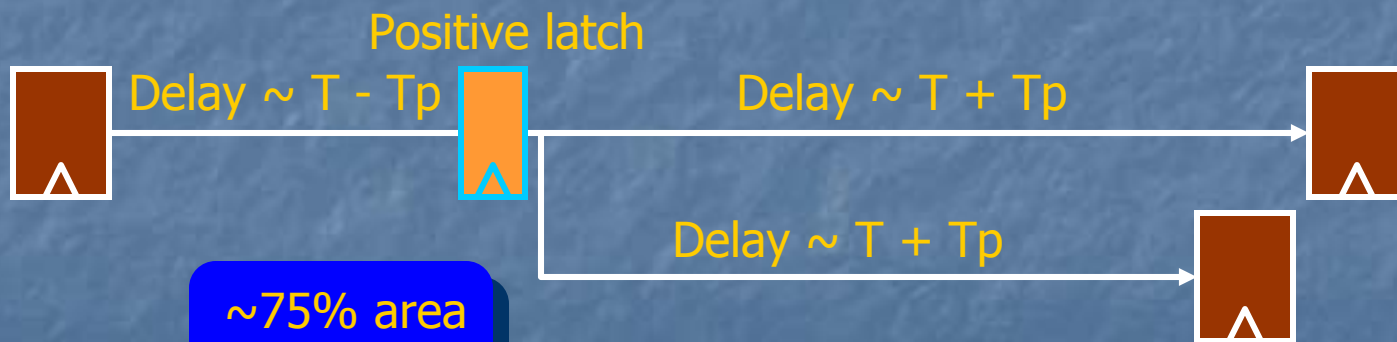 Positive latch
Delay ~ T - Tp
Delay ~ T + Tp
Delay ~ T + Tp
~75% area